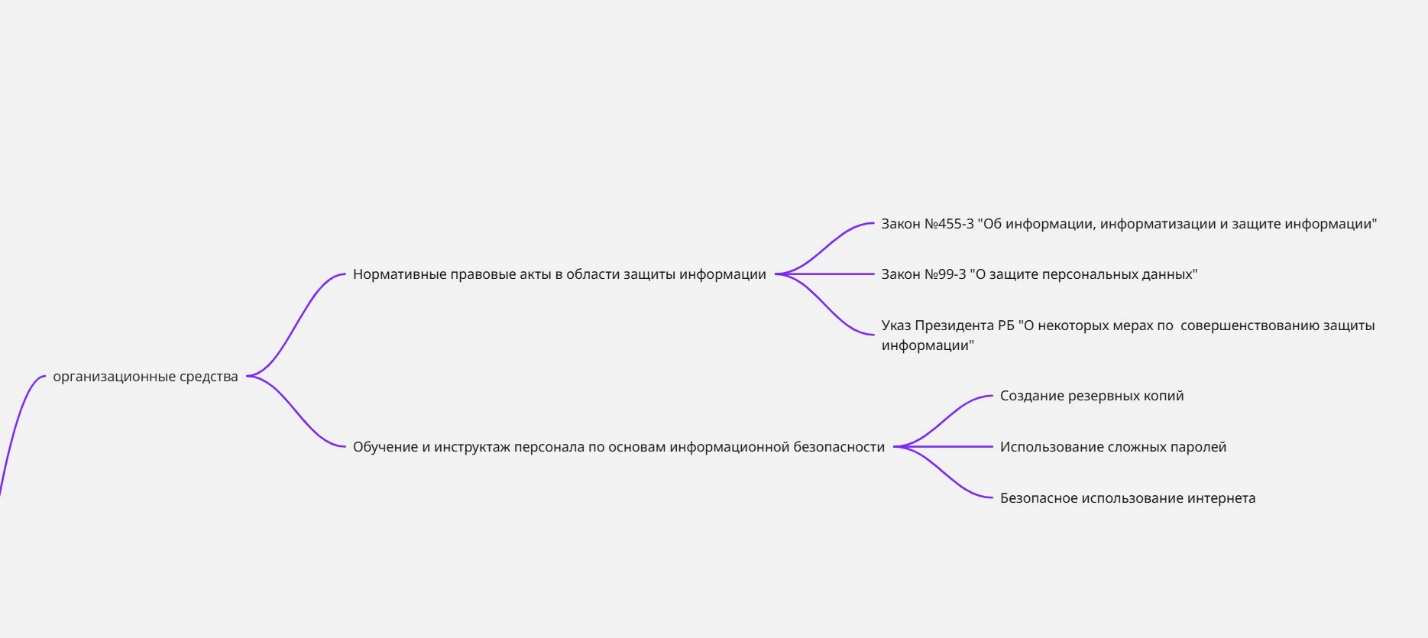 организационные средства
Нормативные правовые акты в области защиты информации
Закон №455-З "Об информации, информатизации и защите информации"
Закон №99-З "О защите персональных данных"
Указ Президента РБ "О некоторых мерах по  совершенствованию защиты
информации"
Обучение и инструктаж персонала по основам информационной безопасности
Создание резервных копий
Использование сложных паролей
Безопасное использование интернета